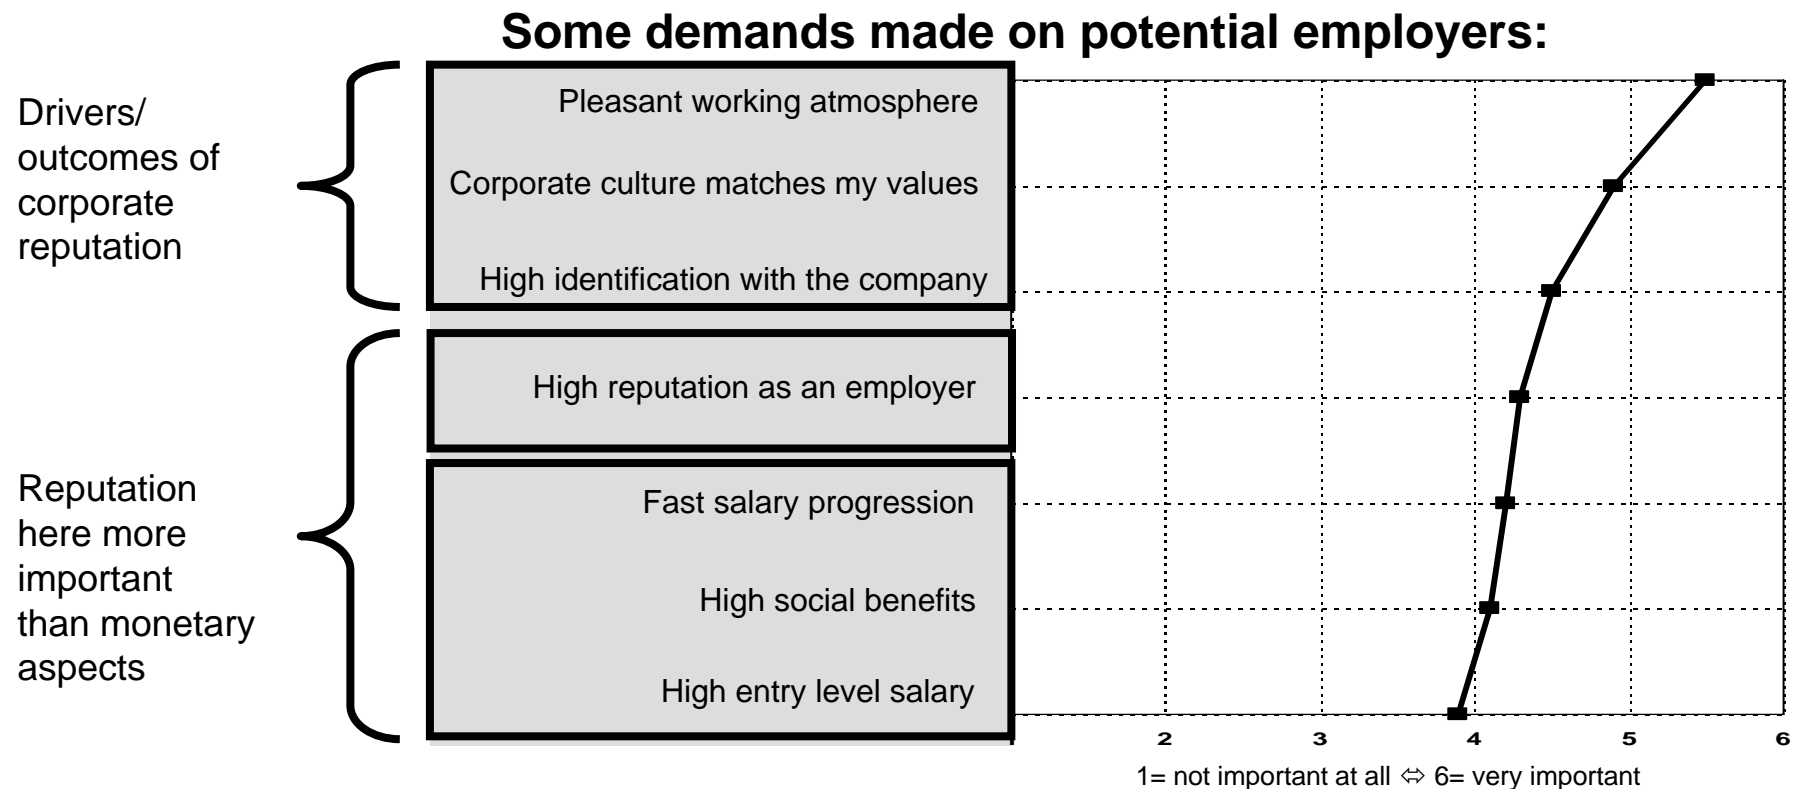 Some demands made on potential employers:
Drivers/
outcomes of
corporate
reputation
Pleasant working atmosphere
Corporate culture matches my values
High identification with the company
High reputation as an employer
Reputation
here more
important
than monetary
aspects
Fast salary progression
High social benefits
High entry level salary
2 3 4 5 6
1= not important at all ⬄ 6= very important